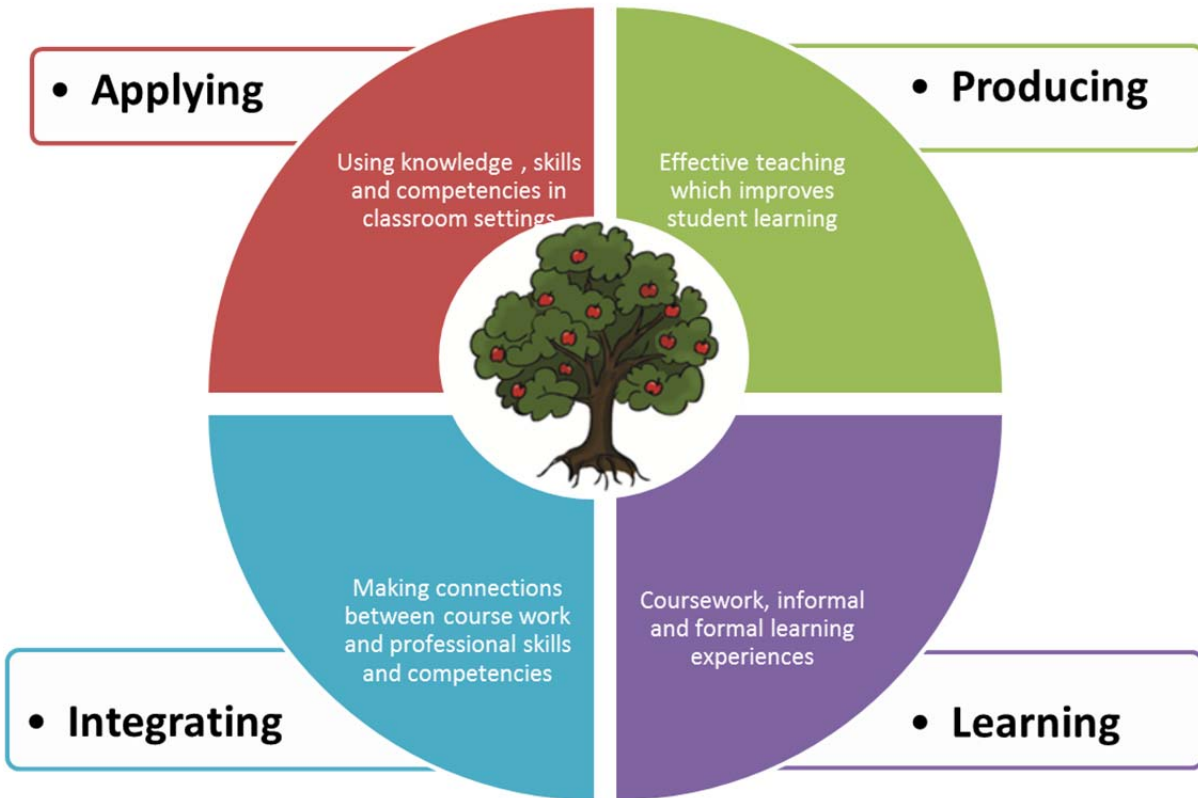 • Applying
Using knowledge , skills
and competencies in
classroom settings
• Producing
Effective teaching
which improves
student learning
• Integrating
Making connections
between course work
and professional skills
and competencies
• Learning
Coursework, informal
and formal learning
experiences